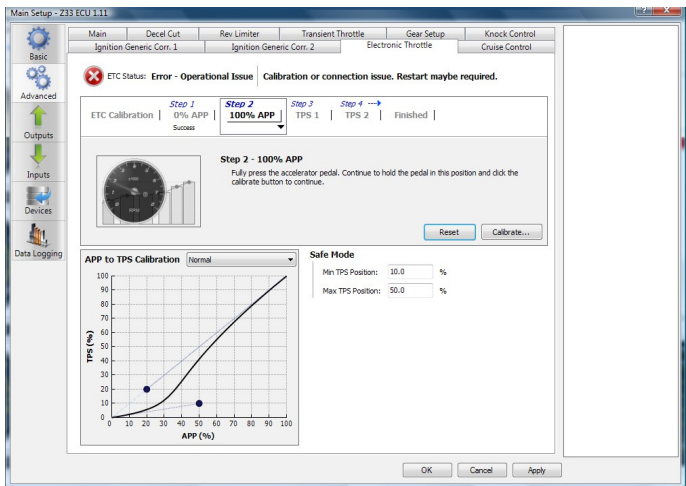 Main Setup - Z33 ECU 1.11
Main Decel Cut Rev Limiter Transient Throttle Gear Setup Knock Control
Ignition Generic Corr. 1 Ignition Generic Corr. 2 Electronic Throttle Cruise Control
Basic
Advanced
Outputs
Inputs
Devices
Data Logging
ETC Status: Error - Operational Issue Calibration or connection issue. Restart maybe required.
Step 1 Step 2 Step 3 Step 4 --->
ETC Calibration 0% APP 100% APP TPS 1 TPS 2 Finished
Success
Step 2 - 100% APP
Fully press the accelerator pedal. Continue to hold the pedal in this position and click the
calibrate button to continue.
Reset Calibrate...
APP to TPS Calibration Normal
Safe Mode
Min TPS Position: 10.0 %
Max TPS Position: 50.0 %
TPS (%)
100
90
80
70
60
50
40
30
20
10
0
0 10 20 30 40 50 60 70 80 90 100
APP (%)
OK Cancel Apply